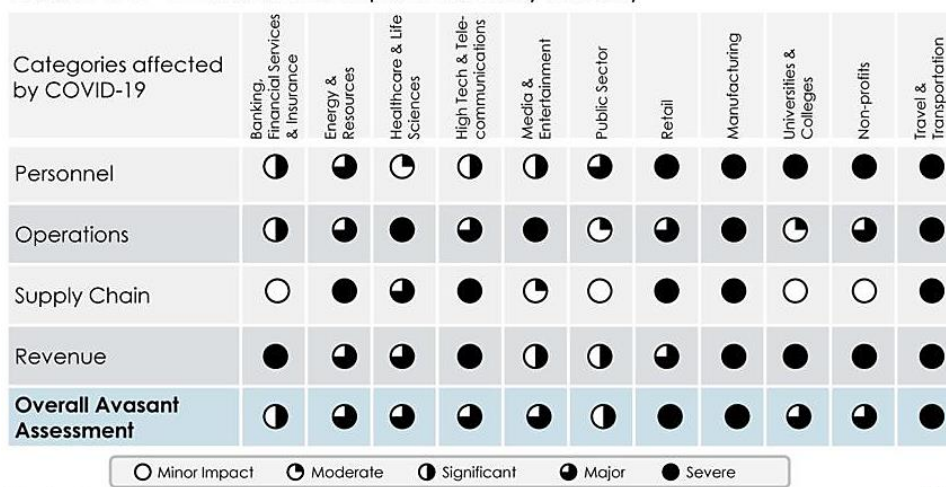 Categories affected
by COVID-19
Banking,
Financial Services
& Insurance
Energy &
Resources
Healthcare & Life
Sciences
High Tech & Tele-
communications
Media &
Entertainment
Public Sector
Retail
Manufacturing
Universities &
Colleges
Non-profits
Travel &
Transportation
Personnel
Operations
Supply Chain
Revenue
Overall Avasant
Assessment
Minor Impact Moderate Significant Major Severe